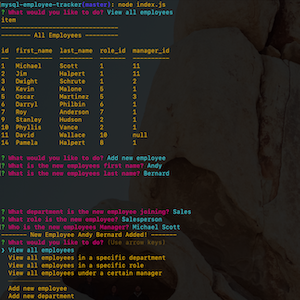 mysql-employee-tracker(master): node index.js
? What would you like to do? View all employees
item
--------- All Employees ----------
id first_name last_name role_id manager_id
1 Michael Scott 1 11
2 Jim Halpert 1 11
3 Dwight Schrute 1 2
4 Kevin Malone 5 1
5 Oscar Martinez 5 3
6 Darryl Philbin 6 1
7 Roy Anderson 7 1
9 Stanley Hudson 2 1
10 Phyllis Vance 2 1
11 David Wallace 10 null
14 Pamela Halpert 8 1
? What would you like to do? Add new employee
? What is the new employees first name? Andy
? What is the new employees last name? Bernard
? What department is the new employee joining? Sales
? What role is the new employee? Salesperson
? Who is the new employees Manager? Michael Scott
--------- New Employee Andy Bernard Added! ---------
? What would you like to do? (Use arrow keys)
❯ View all employees
View all employees in a specific department
View all employees in a specific role
View all employees under a certain manager
Add new employee
Add new department